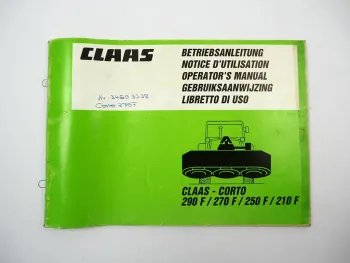 CLAAS
BETRIEBSANLEITUNG
NOTICE D'UTILISATION
OPERATOR'S MANUAL
GEBRUIKSAANWIJZING
LIBRETTO DI USO
CLAAS - CORTO
290 F / 270 F / 250 F / 210 F